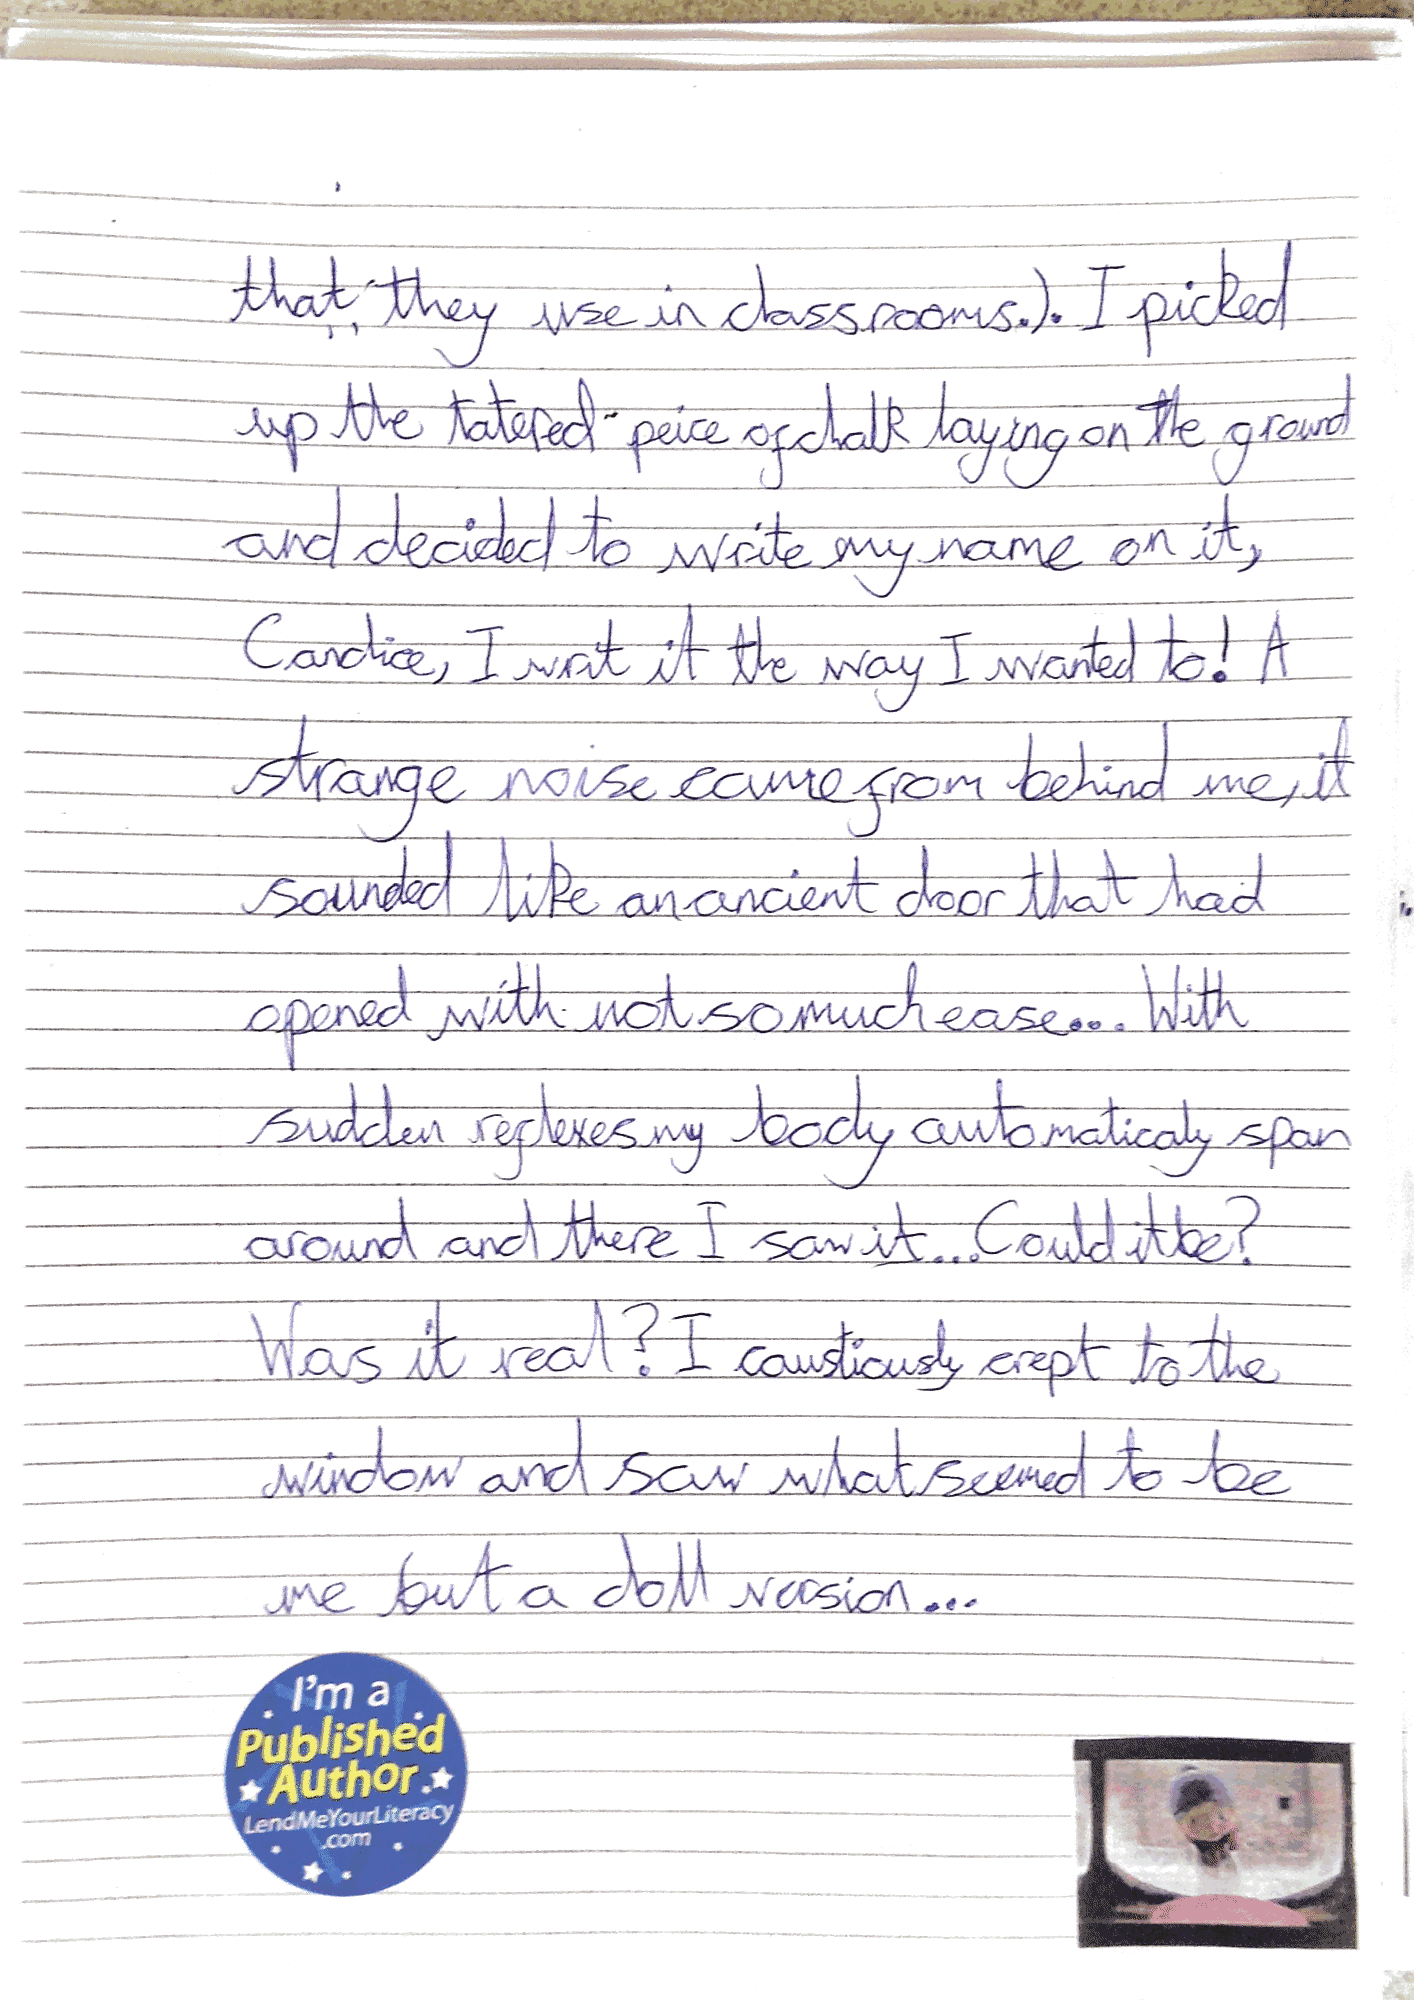 that they use in classrooms.). I picked
up the tatered peice of chalk laying on the ground
and decided to write my name on it,
Candice, I writ it the way I wanted to! A
strange noise came from behind me, it
sounded like an ancient door that had
opened with not so much ease... With
sudden reflexes my body automaticaly span
around and there I saw it... Could it be?
Was it real? I caustiously crept to the
window and saw what seemed to be
me but a doll version...
I'm a
Published
Author
LendMeYourLiteracy
.com